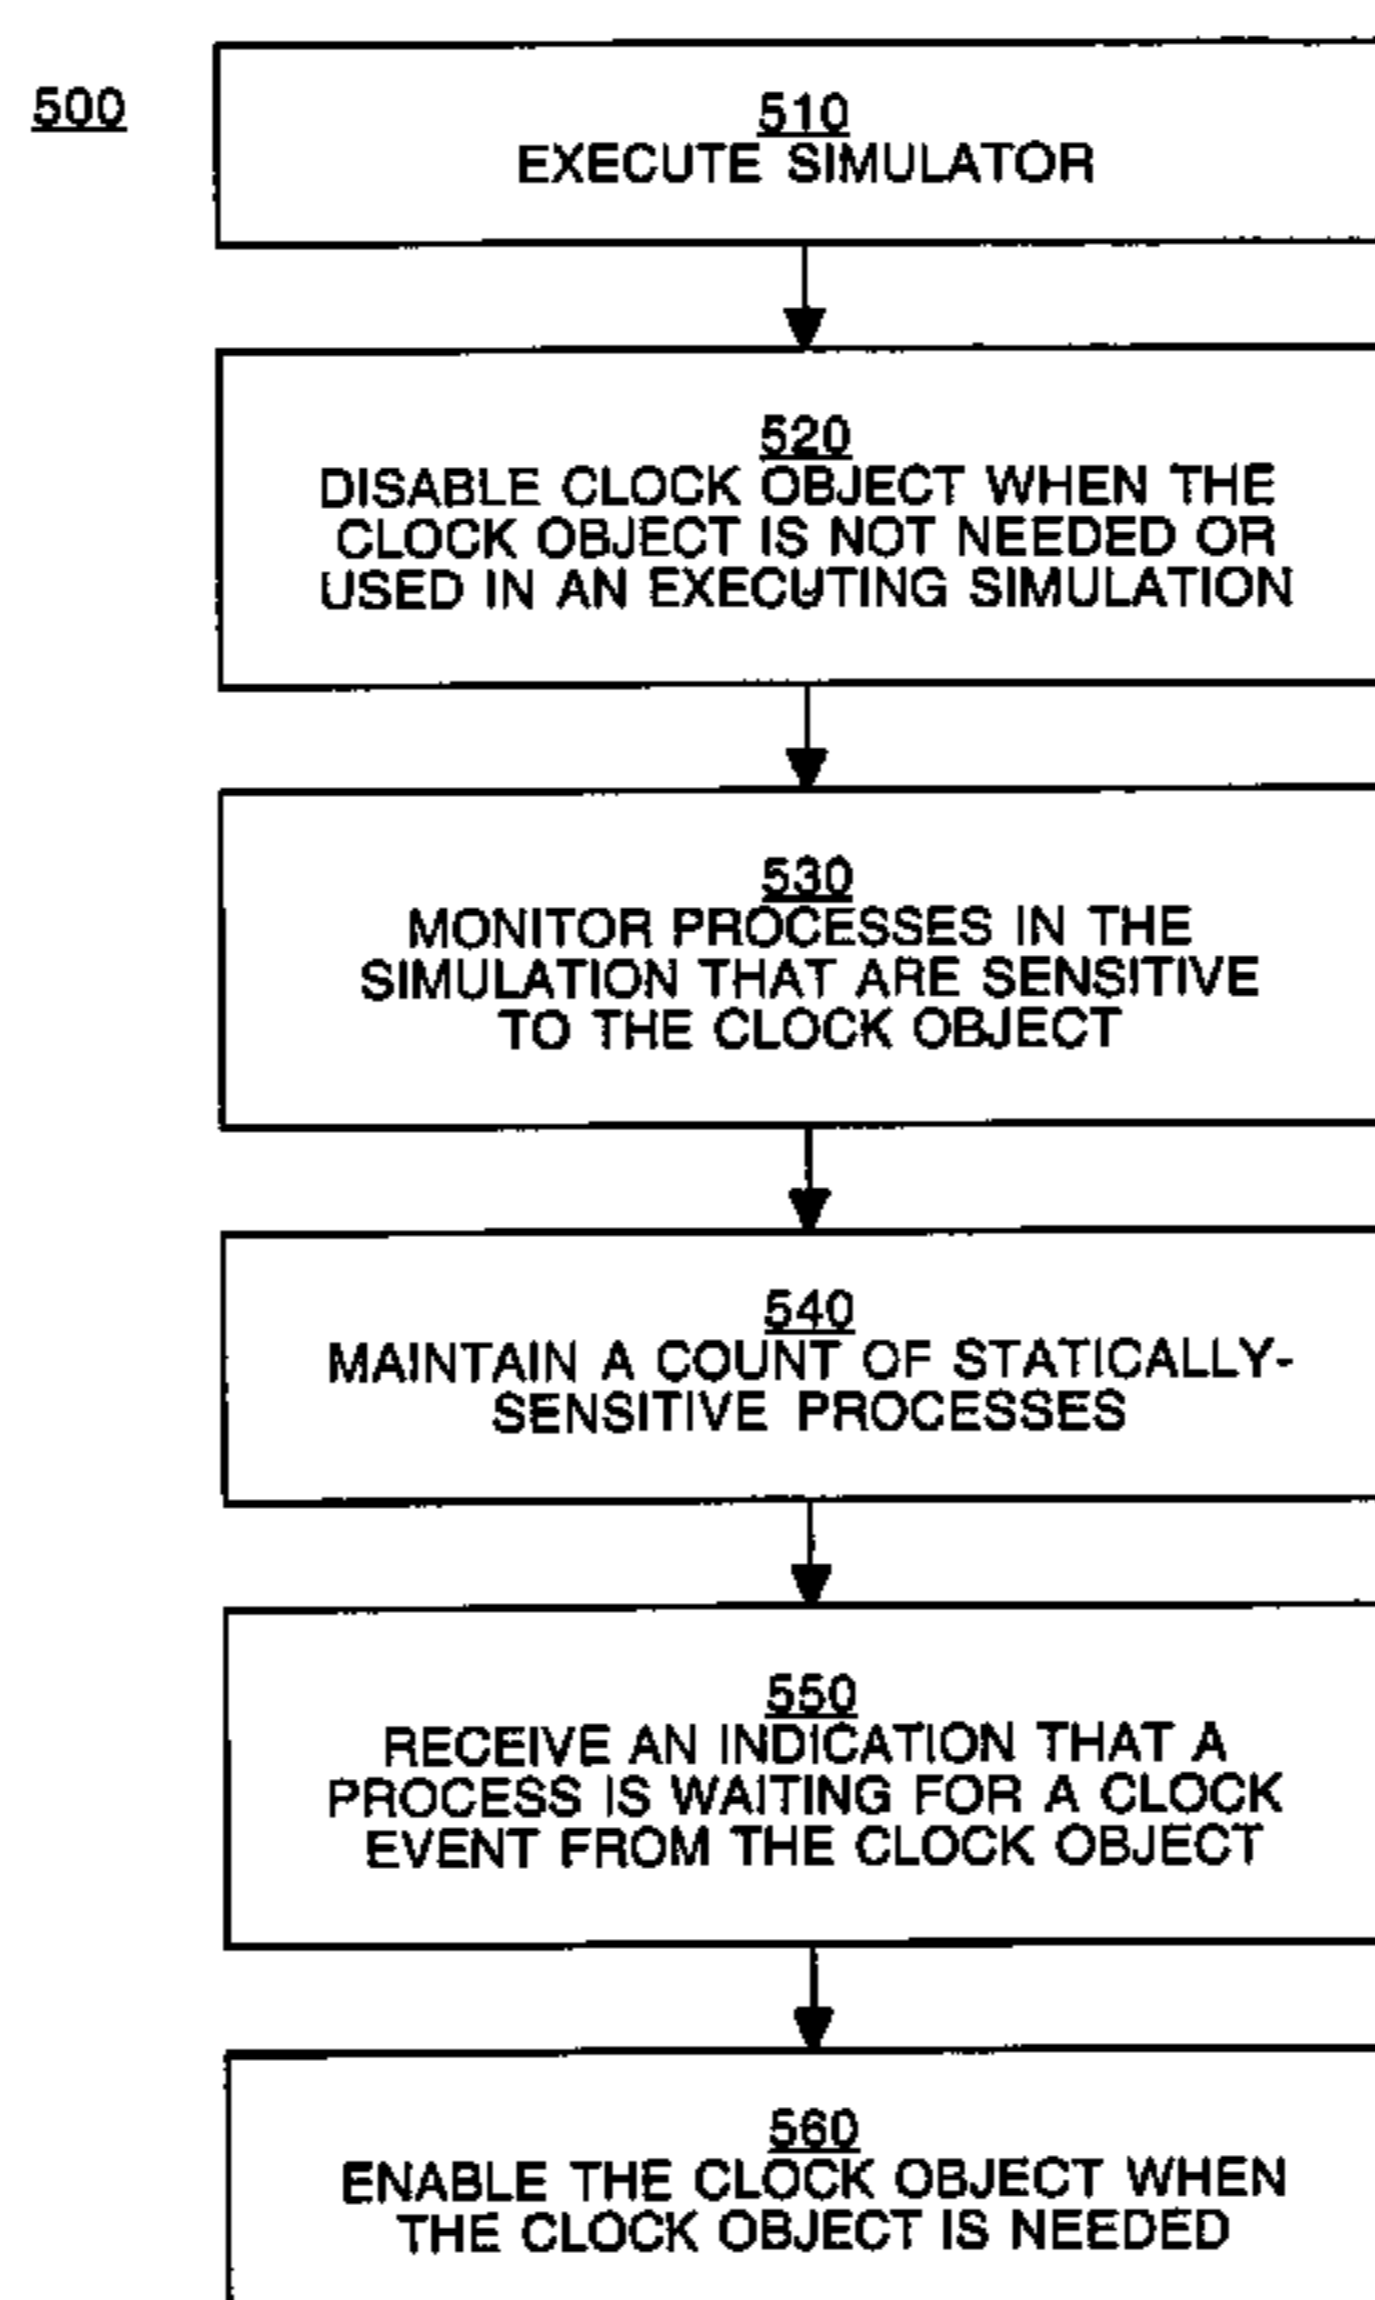 500
510
EXECUTE SIMULATOR
520
DISABLE CLOCK OBJECT WHEN THE
CLOCK OBJECT IS NOT NEEDED OR
USED IN AN EXECUTING SIMULATION
530
MONITOR PROCESSES IN THE
SIMULATION THAT ARE SENSITIVE
TO THE CLOCK OBJECT
540
MAINTAIN A COUNT OF STATICALLY-
SENSITIVE PROCESSES
550
RECEIVE AN INDICATION THAT A
PROCESS IS WAITING FOR A CLOCK
EVENT FROM THE CLOCK OBJECT
560
ENABLE THE CLOCK OBJECT WHEN
THE CLOCK OBJECT IS NEEDED